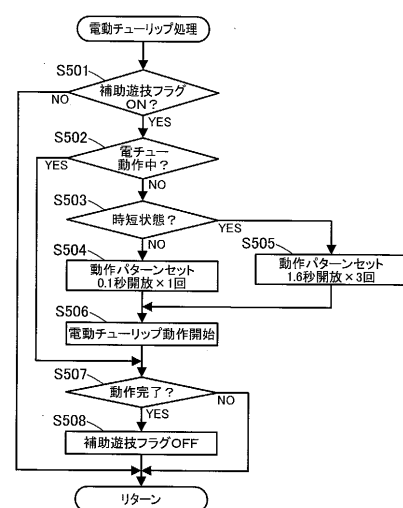 電動チューリップ処理
S501
補助遊技フラグ
ON?
NO
YES
S502
電チュー
動作中?
YES
NO
S503
時短状態?
NO
YES
S504
動作パターンセット
0.1秒開放×1回
S505
動作パターンセット
1.6秒開放×3回
S506
電動チューリップ動作開始
S507
動作完了?
YES
NO
S508
補助遊技フラグOFF
リターン